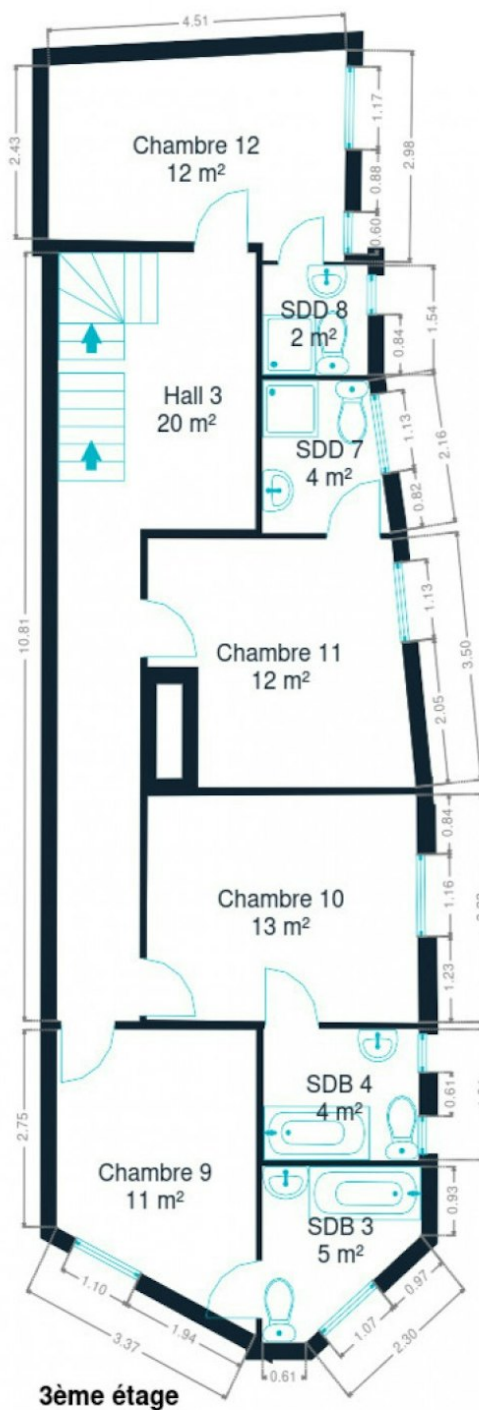 4.51
2.43
1.17
2.98
0.88
0.60
Chambre 12
12 m²
SDD 8
2 m²
1.54
0.84
Hall 3
20 m²
SDD 7
4 m²
1.13
2.16
0.82
10.81
Chambre 11
12 m²
1.13
3.50
2.05
0.84
Chambre 10
13 m²
1.16
1.23
SDB 4
4 m²
0.61
2.75
Chambre 9
11 m²
SDB 3
5 m²
0.93
1.10
1.94
3.37
0.97
1.07
2.30
0.61
3ème étage